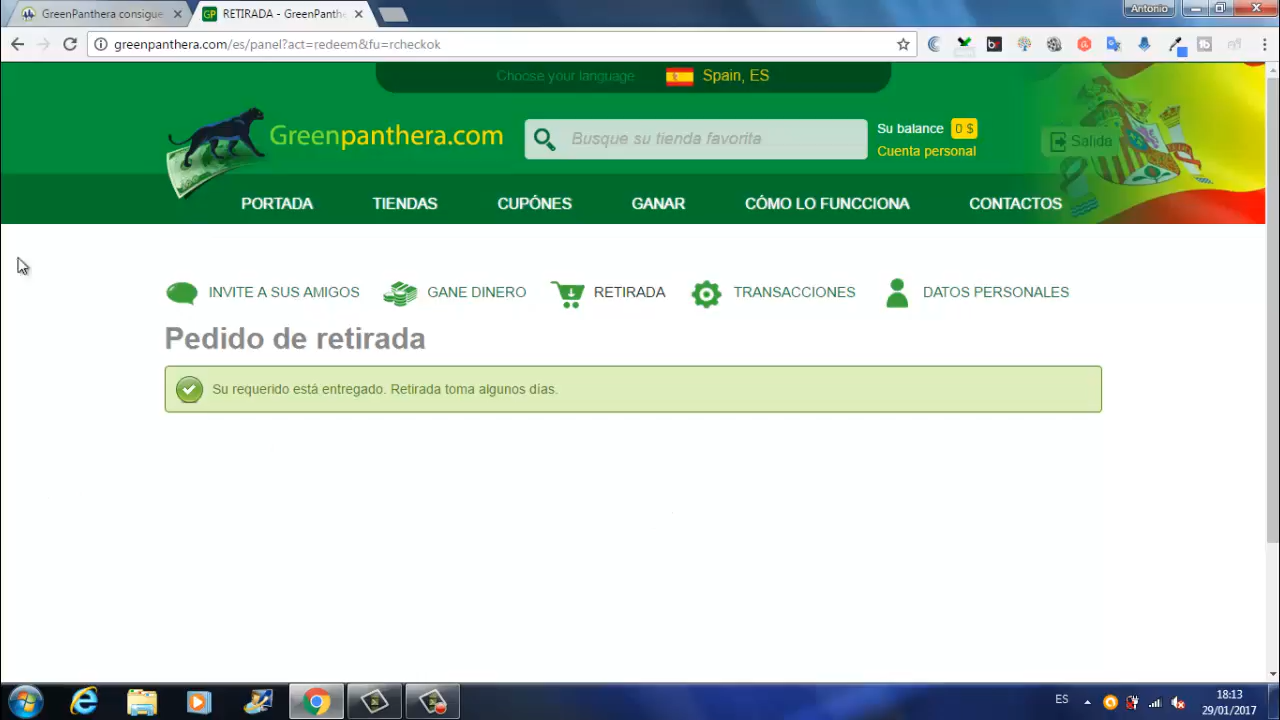 GreenPanthera consigue
RETIRADA - GreenPanthe
Antonio
greenpanthera.com/es/panel?act=redeem&fu=rcheckok
Choose your language
Spain, ES
Greenpanthera.com
Busque su tienda favorita
Su balance 0 $
Cuenta personal
Salida
PORTADA TIENDAS CUPÓNES GANAR CÓMO LO FUNCCIONA CONTACTOS
INVITE A SUS AMIGOS GANE DINERO RETIRADA TRANSACCIONES DATOS PERSONALES
Pedido de retirada
Su requerido está entregado. Retirada toma algunos días.
ES
18:13
29/01/2017